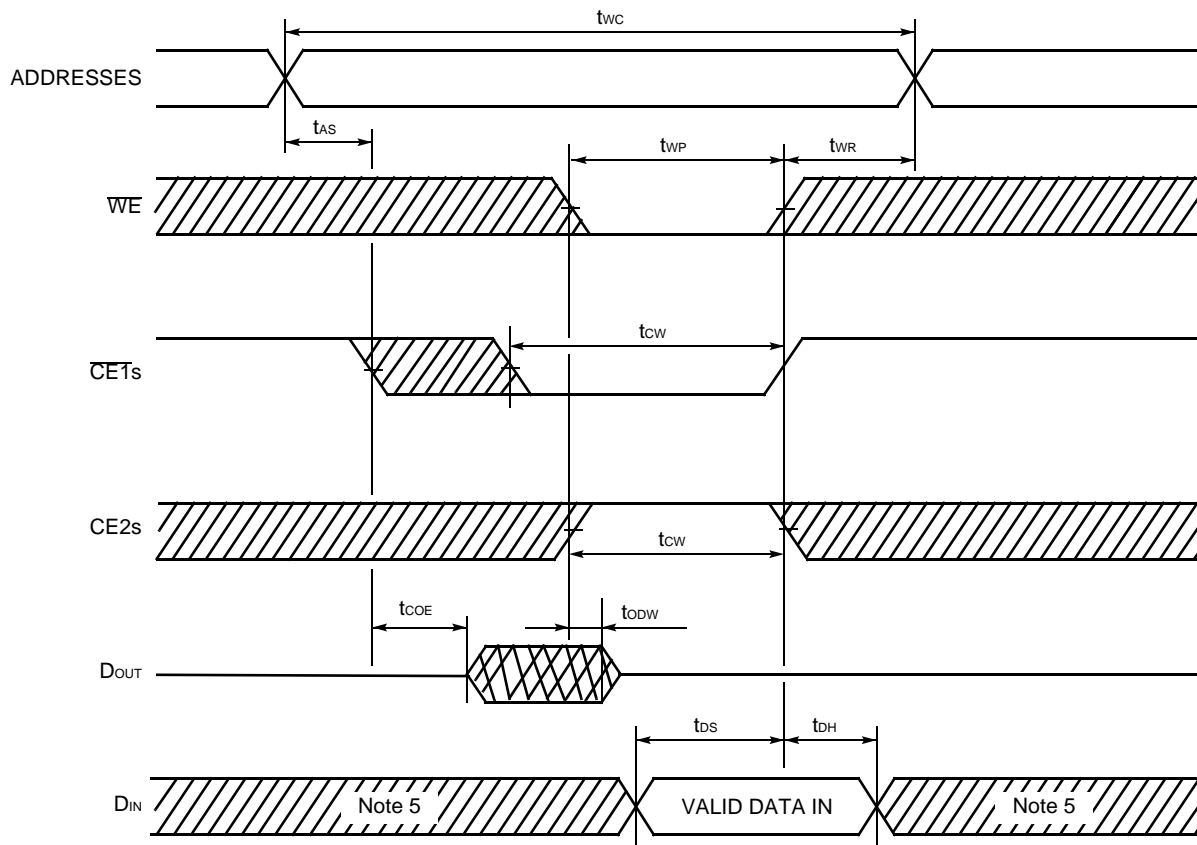 tWC
ADDRESSES
tAS
tWP
tWR
WE
tCW
CE1s
CE2s
tCW
tCOE
tODW
DOUT
tDS
tDH
DIN
Note 5
VALID DATA IN
Note 5